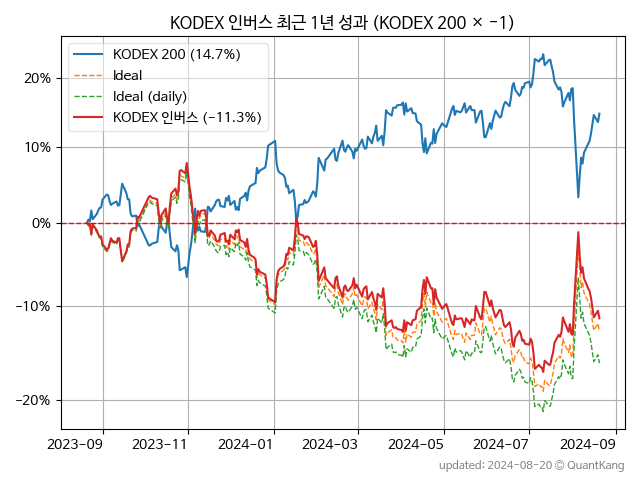 KODEX 인버스 최근 1년 성과 (KODEX 200 × −1)
KODEX 200 (14.7%)
Ideal
Ideal (daily)
KODEX 인버스 (−11.3%)
20%
10%
0%
−10%
−20%
2023−09
2023−11
2024−01
2024−03
2024−05
2024−07
2024−09
updated: 2024-08-20 © QuantKang